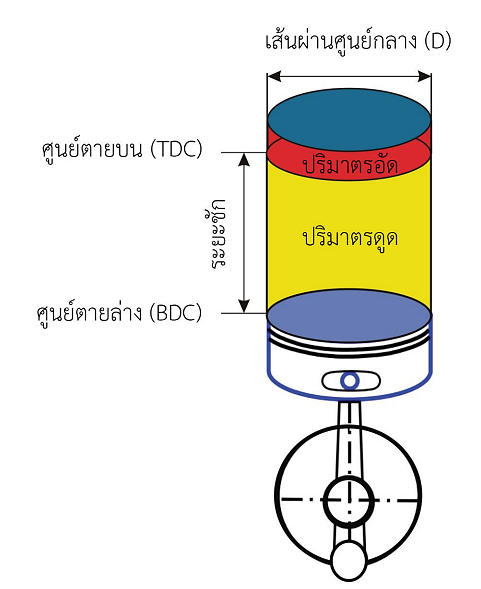 เส้นผ่านศูนย์กลาง (D)
ศูนย์ตายบน (TDC)
ปริมาตรอัด
ระยะชัก
ปริมาตรดูด
ศูนย์ตายล่าง (BDC)